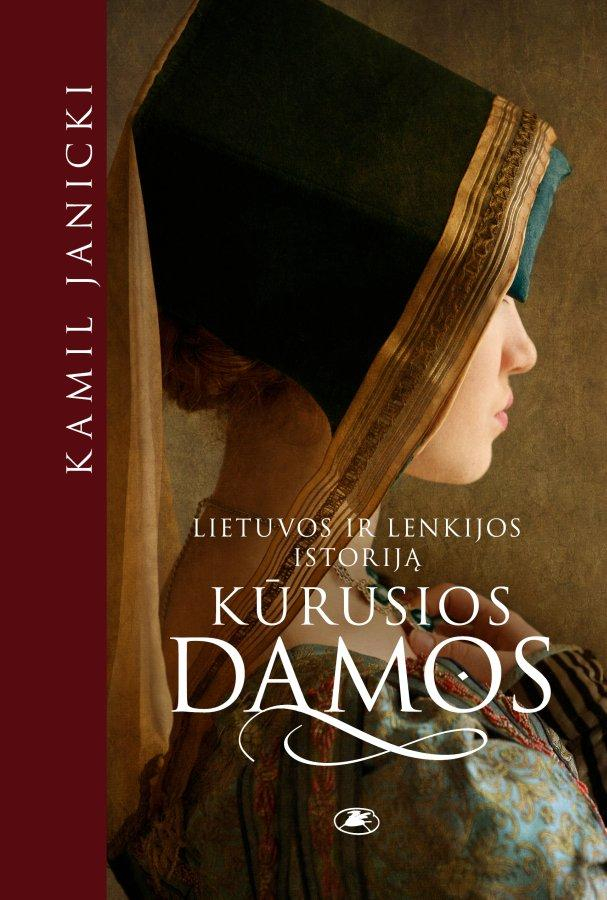 KAMIL JANICKI
LIETUVOS IR LENKIJOS
ISTORIJĄ
KŪRUSIOS
DAMOS